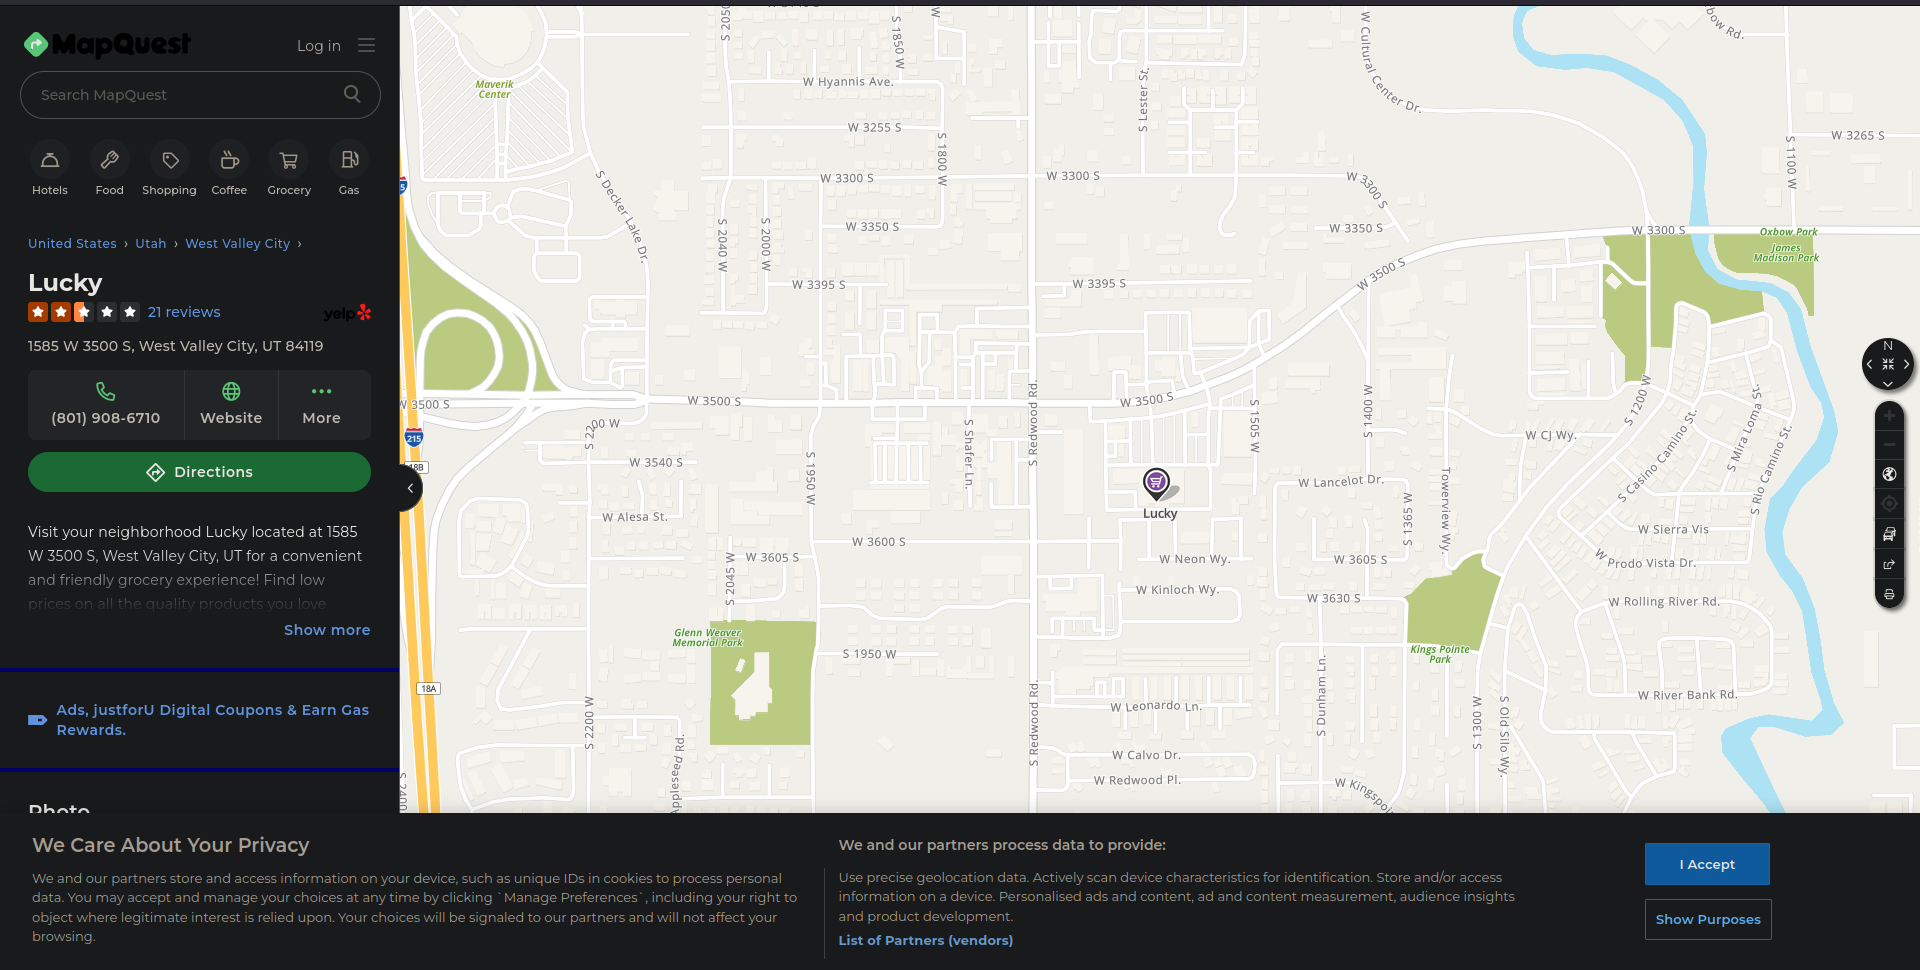 MapQuest
Log in
Search MapQuest
Hotels
Food
Shopping
Coffee
Grocery
Gas
United States › Utah › West Valley City ›
Lucky
21 reviews
yelp
1585 W 3500 S, West Valley City, UT 84119
(801) 908-6710
Website
More
Directions
Visit your neighborhood Lucky located at 1585
W 3500 S, West Valley City, UT for a convenient
and friendly grocery experience! Find low
prices on all the quality products you love
Show more
Ads, justforU Digital Coupons & Earn Gas
Rewards.
Photo
S 2050
S 1850 W
W Cultural Center Dr.
bow Rd.
Maverik
Center
W Hyannis Ave.
S Lester St.
W 3255 S
S 1800 W
W 3265 S
S 1100 W
W 3300 S
W 3300 S
W 3300 S
S Decker Lake Dr.
S 2040 W
S 2000 W
W 3350 S
W 3350 S
W 3300 S
Oxbow Park
James
Madison Park
W 3395 S
W 3395 S
W 3500 S
W 3500 S
W 3500 S
W 3500 S
S Redwood Rd.
S 1505 W
S 1400 W
S 1200 W
S Mira Loma St.
S Casino Camino St.
S Rio Camino St.
215
S 2200 W
W CJ Wy.
18B
W 3540 S
S 1950 W
S Shafer Ln.
Lucky
W Lancelot Dr.
S 1365 W
Towerview Wy.
W Alesa St.
W Sierra Vis
W 3600 S
W 3605 S
W Neon Wy.
W 3605 S
W Prodo Vista Dr.
S 2045 W
W Kinloch Wy.
W 3630 S
W Rolling River Rd.
Glenn Weaver
Memorial Park
S 1950 W
Kings Pointe
Park
18A
S 2200 W
S Redwood Rd.
W Leonardo Ln.
S Dunham Ln.
S 1300 W
S Old Silo Wy.
W River Bank Rd.
Appleseed Rd.
W Calvo Dr.
W Redwood Pl.
W Kingspoi
S 2400
N
We Care About Your Privacy
We and our partners store and access information on your device, such as unique IDs in cookies to process personal
data. You may accept and manage your choices at any time by clicking `Manage Preferences`, including your right to
object where legitimate interest is relied upon. Your choices will be signaled to our partners and will not affect your
browsing.
We and our partners process data to provide:
Use precise geolocation data. Actively scan device characteristics for identification. Store and/or access
information on a device. Personalised ads and content, ad and content measurement, audience insights
and product development.
List of Partners (vendors)
I Accept
Show Purposes